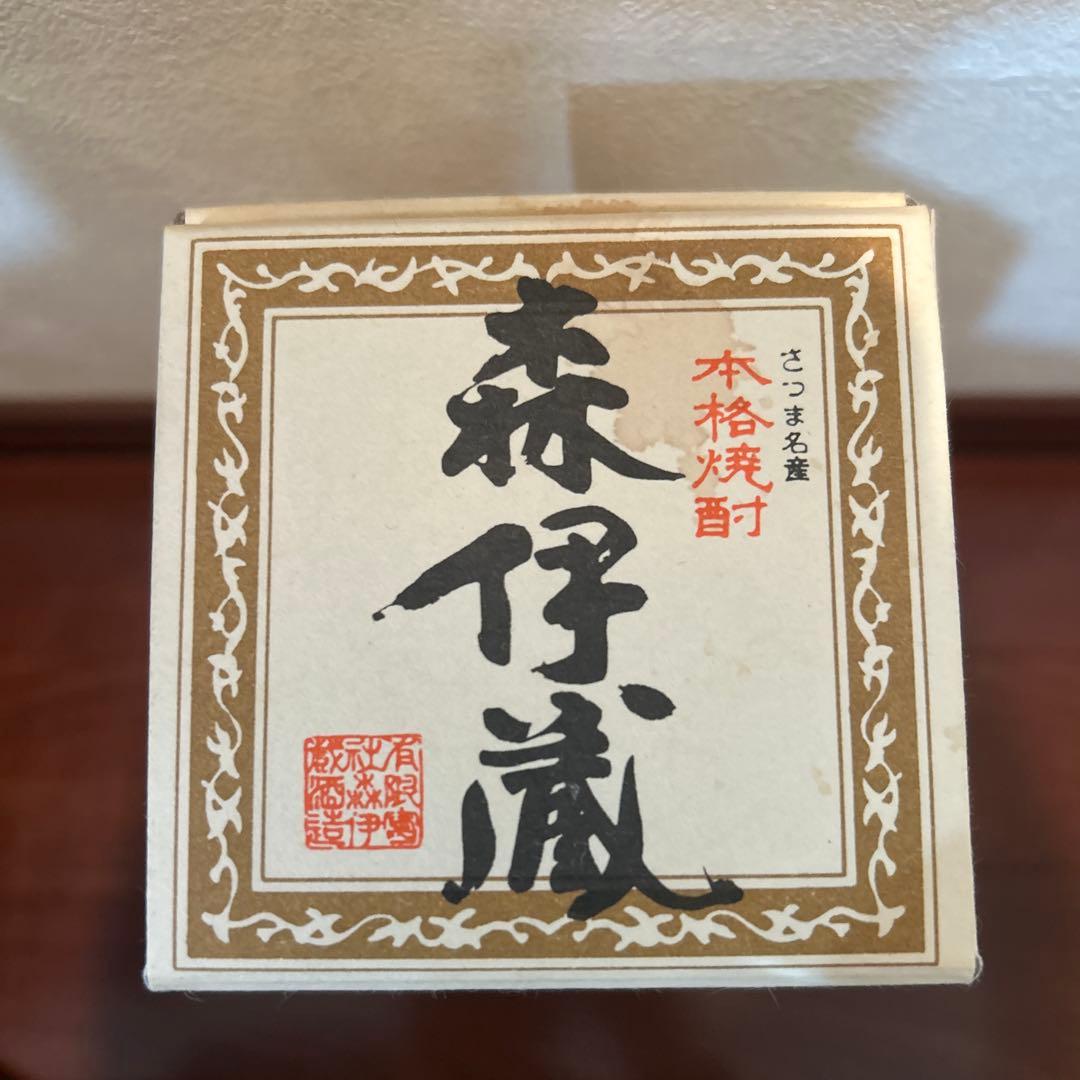 さつま名産
本格焼酎
森伊蔵
有限会
社森伊
蔵酒造